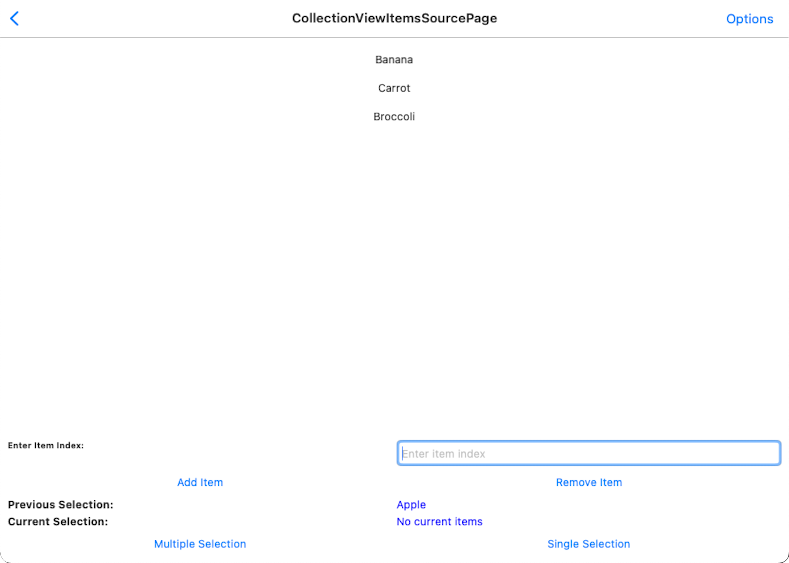 CollectionViewItemsSourcePage
Options
Banana
Carrot
Broccoli
Enter Item Index:
Enter item index
Add Item
Remove Item
Previous Selection:
Apple
Current Selection:
No current items
Multiple Selection
Single Selection